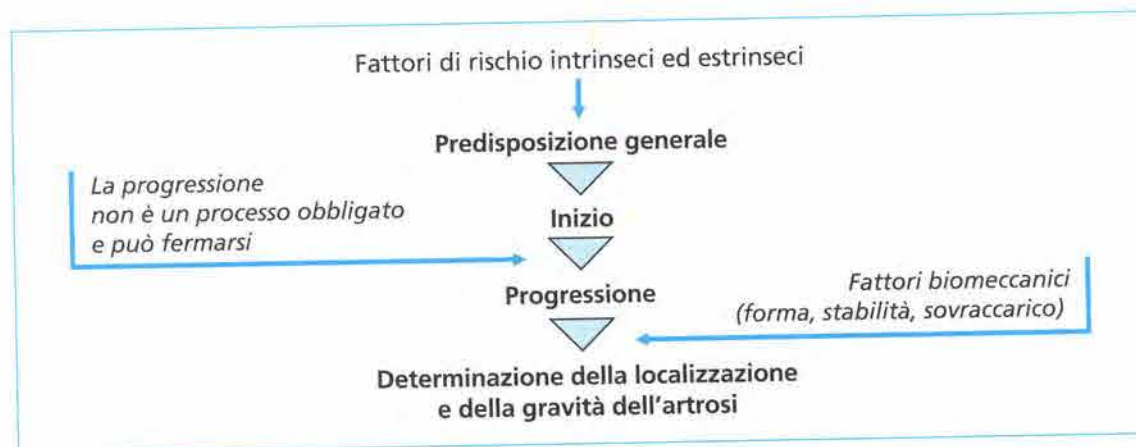 Fattori di rischio intrinseci ed estrinseci
Predisposizione generale
La progressione
non è un processo obbligato
e può fermarsi
Inizio
Progressione
Fattori biomeccanici
(forma, stabilità, sovraccarico)
Determinazione della localizzazione
e della gravità dell'artrosi